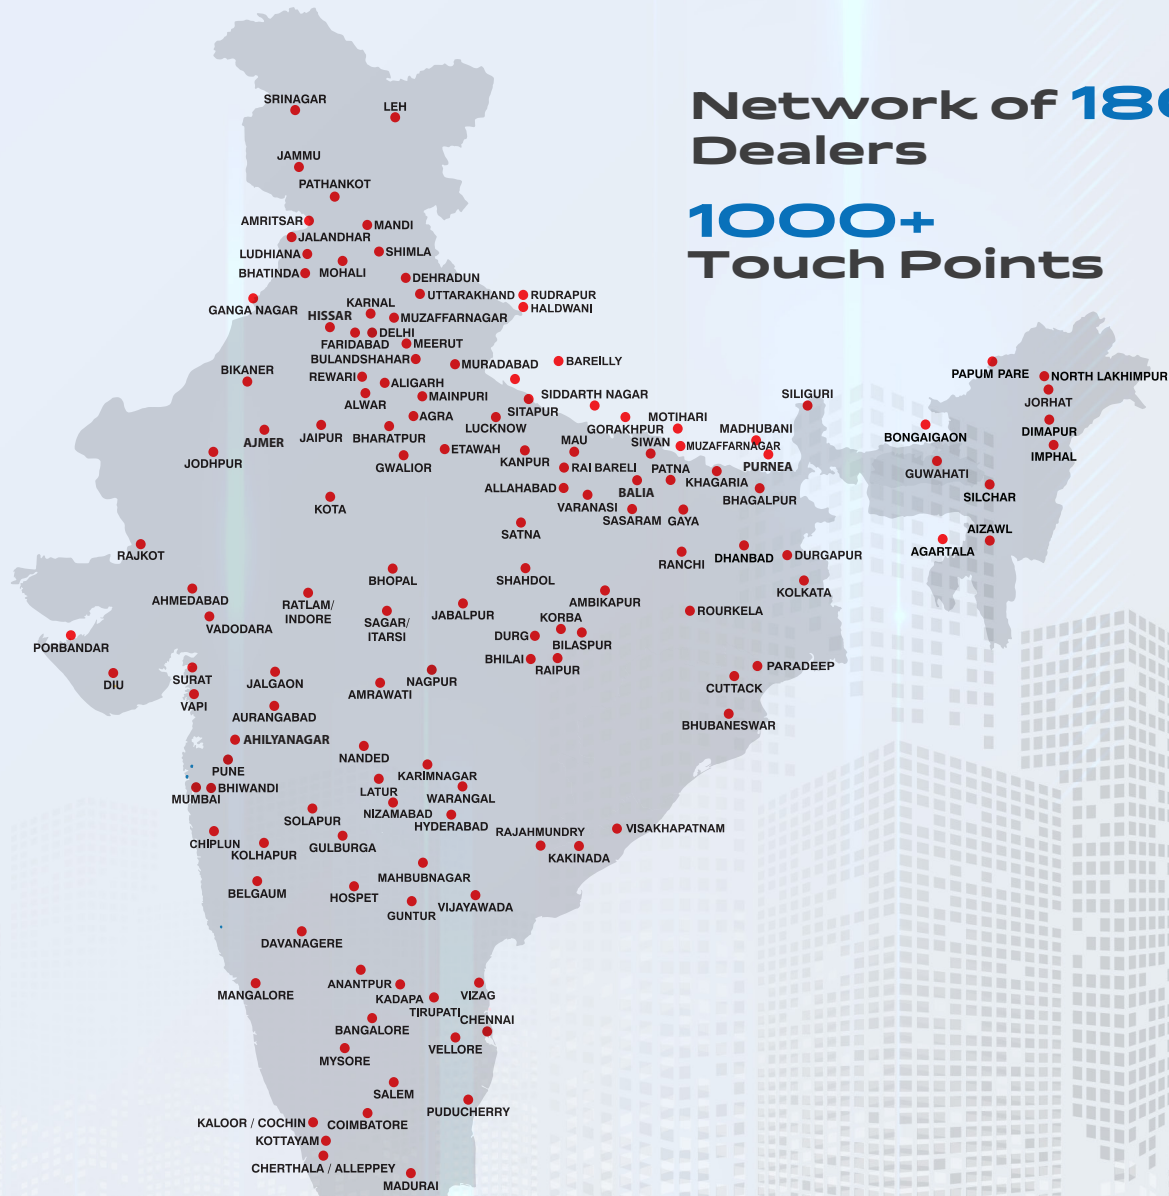 Network of 180
Dealers
1000+
Touch Points
SRINAGAR
LEH
JAMMU
PATHANKOT
AMRITSAR
MANDI
JALANDHAR
LUDHIANA
SHIMLA
BHATINDA
MOHALI
DEHRADUN
UTTARAKHAND
RUDRAPUR
HALDWANI
GANGA NAGAR
KARNAL
HISSAR
MUZAFFARNAGAR
DELHI
FARIDABAD
MEERUT
BULANDSHAHAR
MURADABAD
BAREILLY
BIKANER
REWARI
ALIGARH
ALWAR
MAINPURI
SITAPUR
SIDDARTH NAGAR
SILIGURI
PAPUM PARE
NORTH LAKHIMPUR
JORHAT
AGRA
LUCKNOW
GORAKHPUR
MOTIHARI
MADHUBANI
DIMAPUR
AJMER
JAIPUR
BHARATPUR
ETAWAH
KANPUR
MAU
SIWAN
MUZAFFARNAGAR
BONGAIGAON
IMPHAL
JODHPUR
GWALIOR
RAI BARELI
PATNA
PURNEA
KHAGARIA
GUWAHATI
ALLAHABAD
BALIA
BHAGALPUR
SILCHAR
KOTA
VARANASI
SASARAM
GAYA
SATNA
AIZAWL
AGARTALA
RAJKOT
RANCHI
DHANBAD
DURGAPUR
BHOPAL
SHAHDOL
KOLKATA
AHMEDABAD
RATLAM/
INDORE
AMBIKAPUR
VADODARA
SAGAR/
ITARSI
JABALPUR
KORBA
ROURKELA
PORBANDAR
DURG
BILASPUR
BHILAI
RAIPUR
DIU
SURAT
JALGAON
NAGPUR
PARADEEP
VAPI
AMRAWATI
CUTTACK
AURANGABAD
BHUBANESWAR
AHILYANAGAR
NANDED
PUNE
KARIMNAGAR
MUMBAI
BHIWANDI
LATUR
WARANGAL
NIZAMABAD
SOLAPUR
HYDERABAD
RAJAHMUNDRY
VISAKHAPATNAM
CHIPLUN
KOLHAPUR
GULBURGA
KAKINADA
MAHBUBNAGAR
BELGAUM
HOSPET
GUNTUR
VIJAYAWADA
DAVANAGERE
MANGALORE
ANANTPUR
KADAPA
VIZAG
TIRUPATI
CHENNAI
BANGALORE
VELLORE
MYSORE
SALEM
PUDUCHERRY
KALOOR / COCHIN
COIMBATORE
KOTTAYAM
CHERTHALA / ALLEPPEY
MADURAI